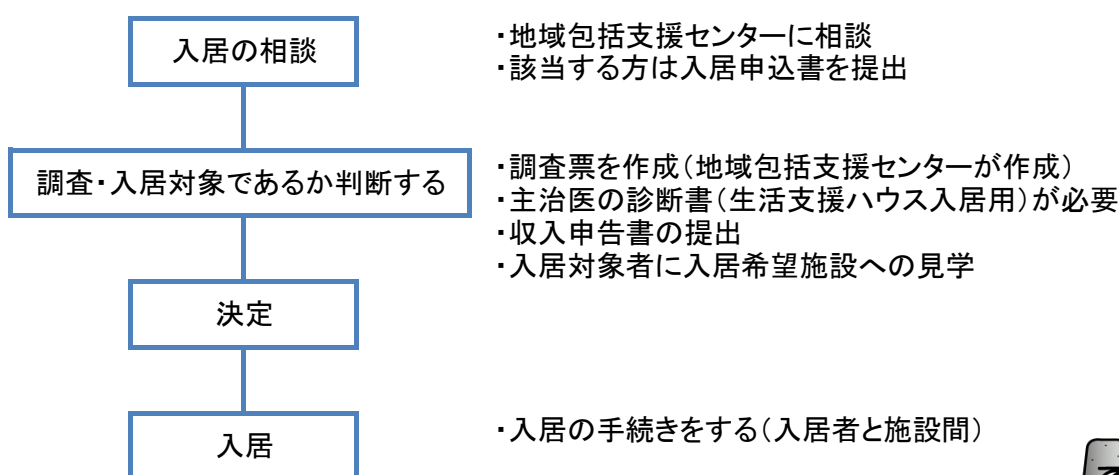 入居の相談
・地域包括支援センターに相談
・該当する方は入居申込書を提出
調査・入居対象であるか判断する
・調査票を作成（地域包括支援センターが作成）
・主治医の診断書（生活支援ハウス入居用）が必要
・収入申告書の提出
・入居対象者に入居希望施設への見学
決定
入居
・入居の手続きをする（入居者と施設間）